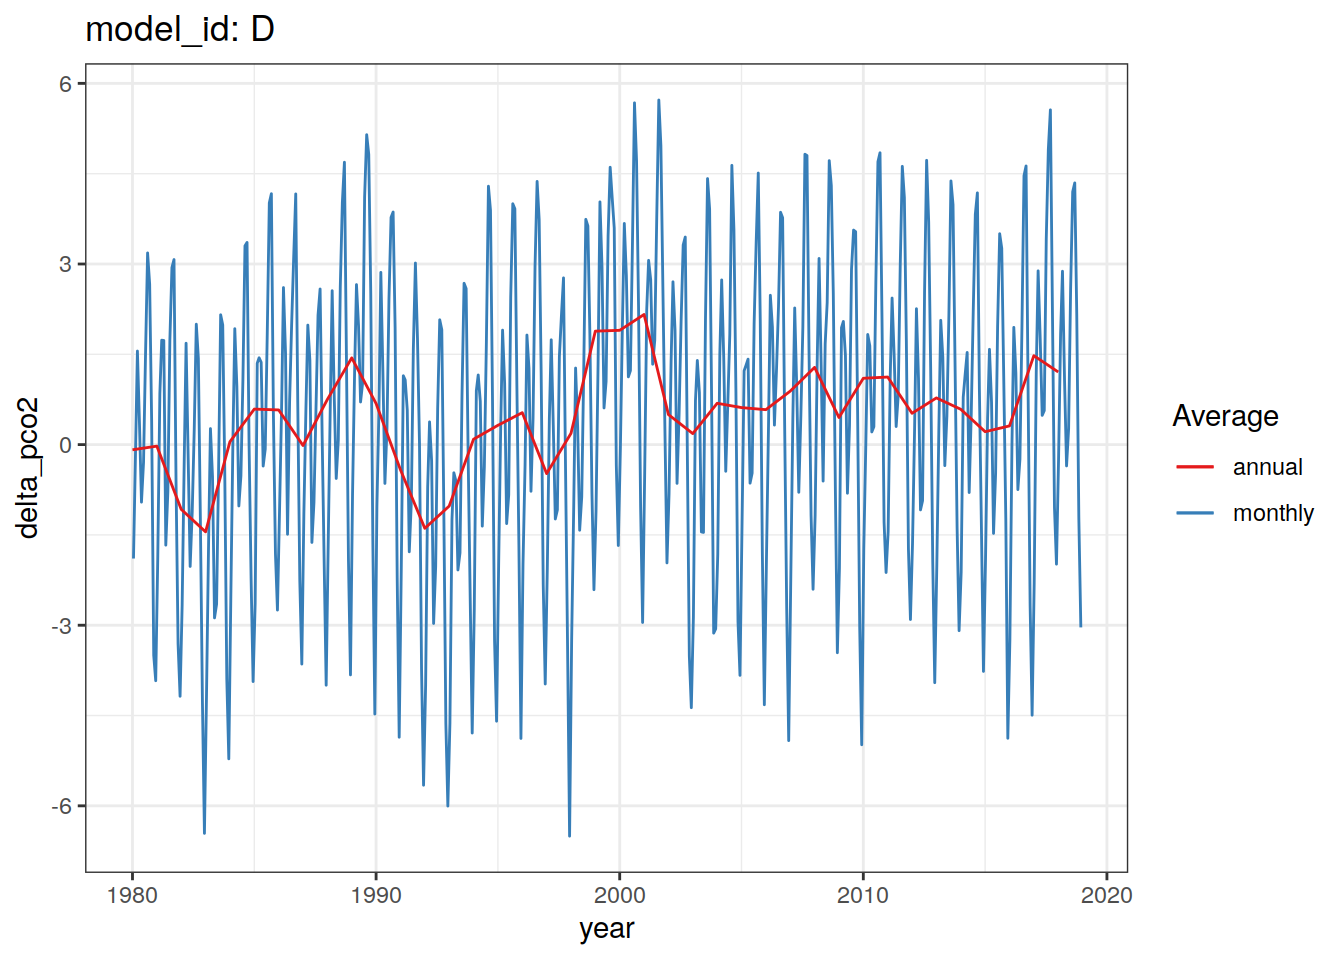 model_id: D
6
3
0
-3
-6
delta_pco2
1980 1990 2000 2010 2020
year
Average
annual
monthly